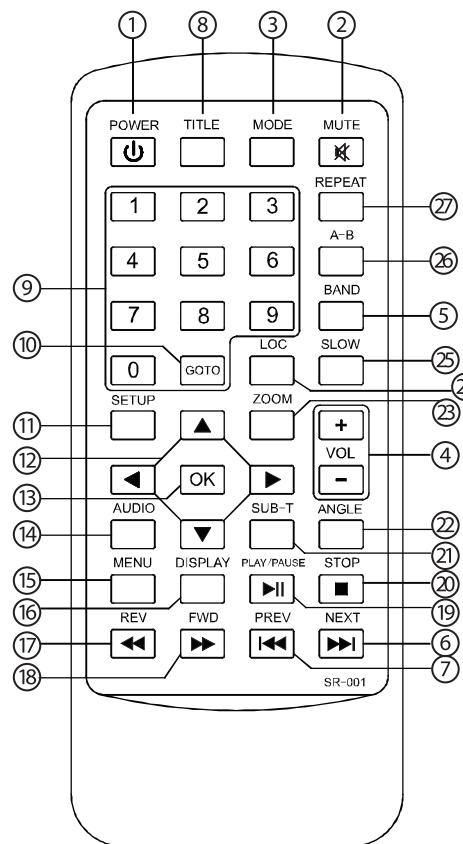 ① ⑧ ③ ②
POWER TITLE MODE MUTE
REPEAT
1 2 3 ㉗
A-B
4 5 6 ㉖
⑨ BAND
7 8 9 ⑤
⑩ LOC SLOW
0 GOTO ㉕
SETUP ZOOM
⑪ + ㉓
⑫ VOL ④
⑬ OK -
AUDIO SUB-T ANGLE
⑭ ㉒
㉑
MENU DISPLAY PLAY/PAUSE STOP
⑮ ⑳
⑯ ⑲
REV FWD PREV NEXT
⑰ ⑥
⑱ ⑦
SR-001